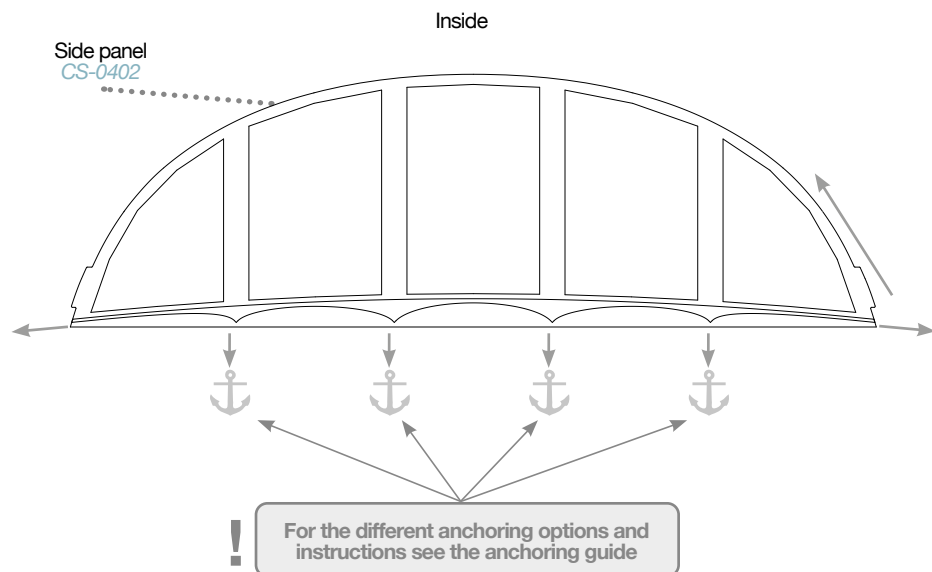 Inside
Side panel
CS-0402
!
For the different anchoring options and
instructions see the anchoring guide